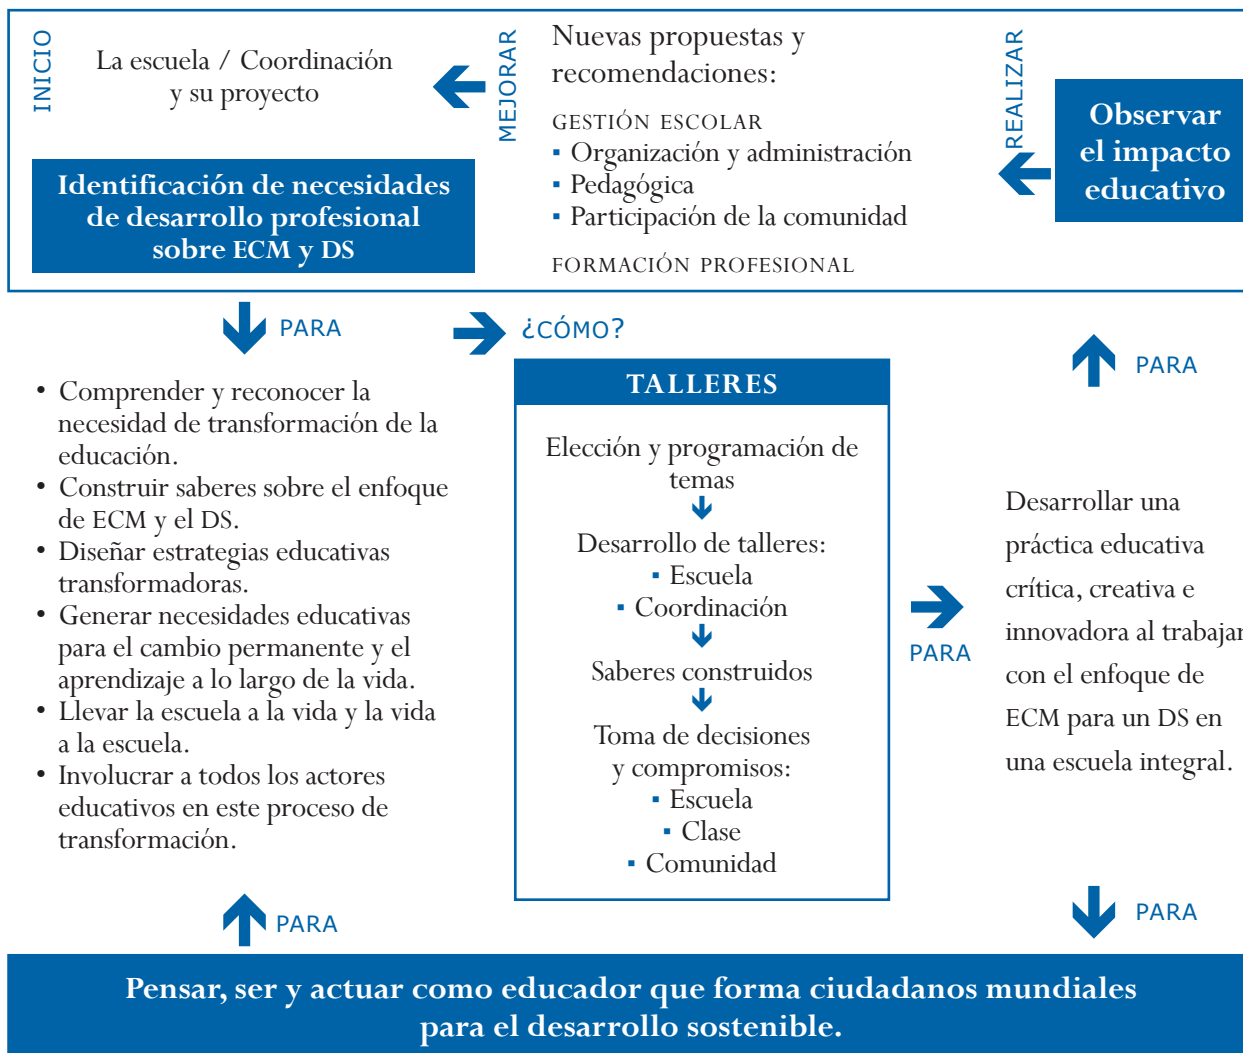 INICIO
La escuela / Coordinación
y su proyecto
Identificación de necesidades
de desarrollo profesional
sobre ECM y DS
MEJORAR
Nuevas propuestas y
recomendaciones:
GESTIÓN ESCOLAR
▪ Organización y administración
▪ Pedagógica
▪ Participación de la comunidad
FORMACIÓN PROFESIONAL
REALIZAR
Observar
el impacto
educativo
PARA
• Comprender y reconocer la
necesidad de transformación de la
educación.
• Construir saberes sobre el enfoque
de ECM y el DS.
• Diseñar estrategias educativas
transformadoras.
• Generar necesidades educativas
para el cambio permanente y el
aprendizaje a lo largo de la vida.
• Llevar la escuela a la vida y la vida
a la escuela.
• Involucrar a todos los actores
educativos en este proceso de
transformación.
PARA
¿CÓMO?
TALLERES
Elección y programación de
temas
Desarrollo de talleres:
▪ Escuela
▪ Coordinación
Saberes construidos
Toma de decisiones
y compromisos:
▪ Escuela
▪ Clase
▪ Comunidad
PARA
PARA
Desarrollar una
práctica educativa
crítica, creativa e
innovadora al trabajar
con el enfoque de
ECM para un DS en
una escuela integral.
PARA
Pensar, ser y actuar como educador que forma ciudadanos mundiales
para el desarrollo sostenible.